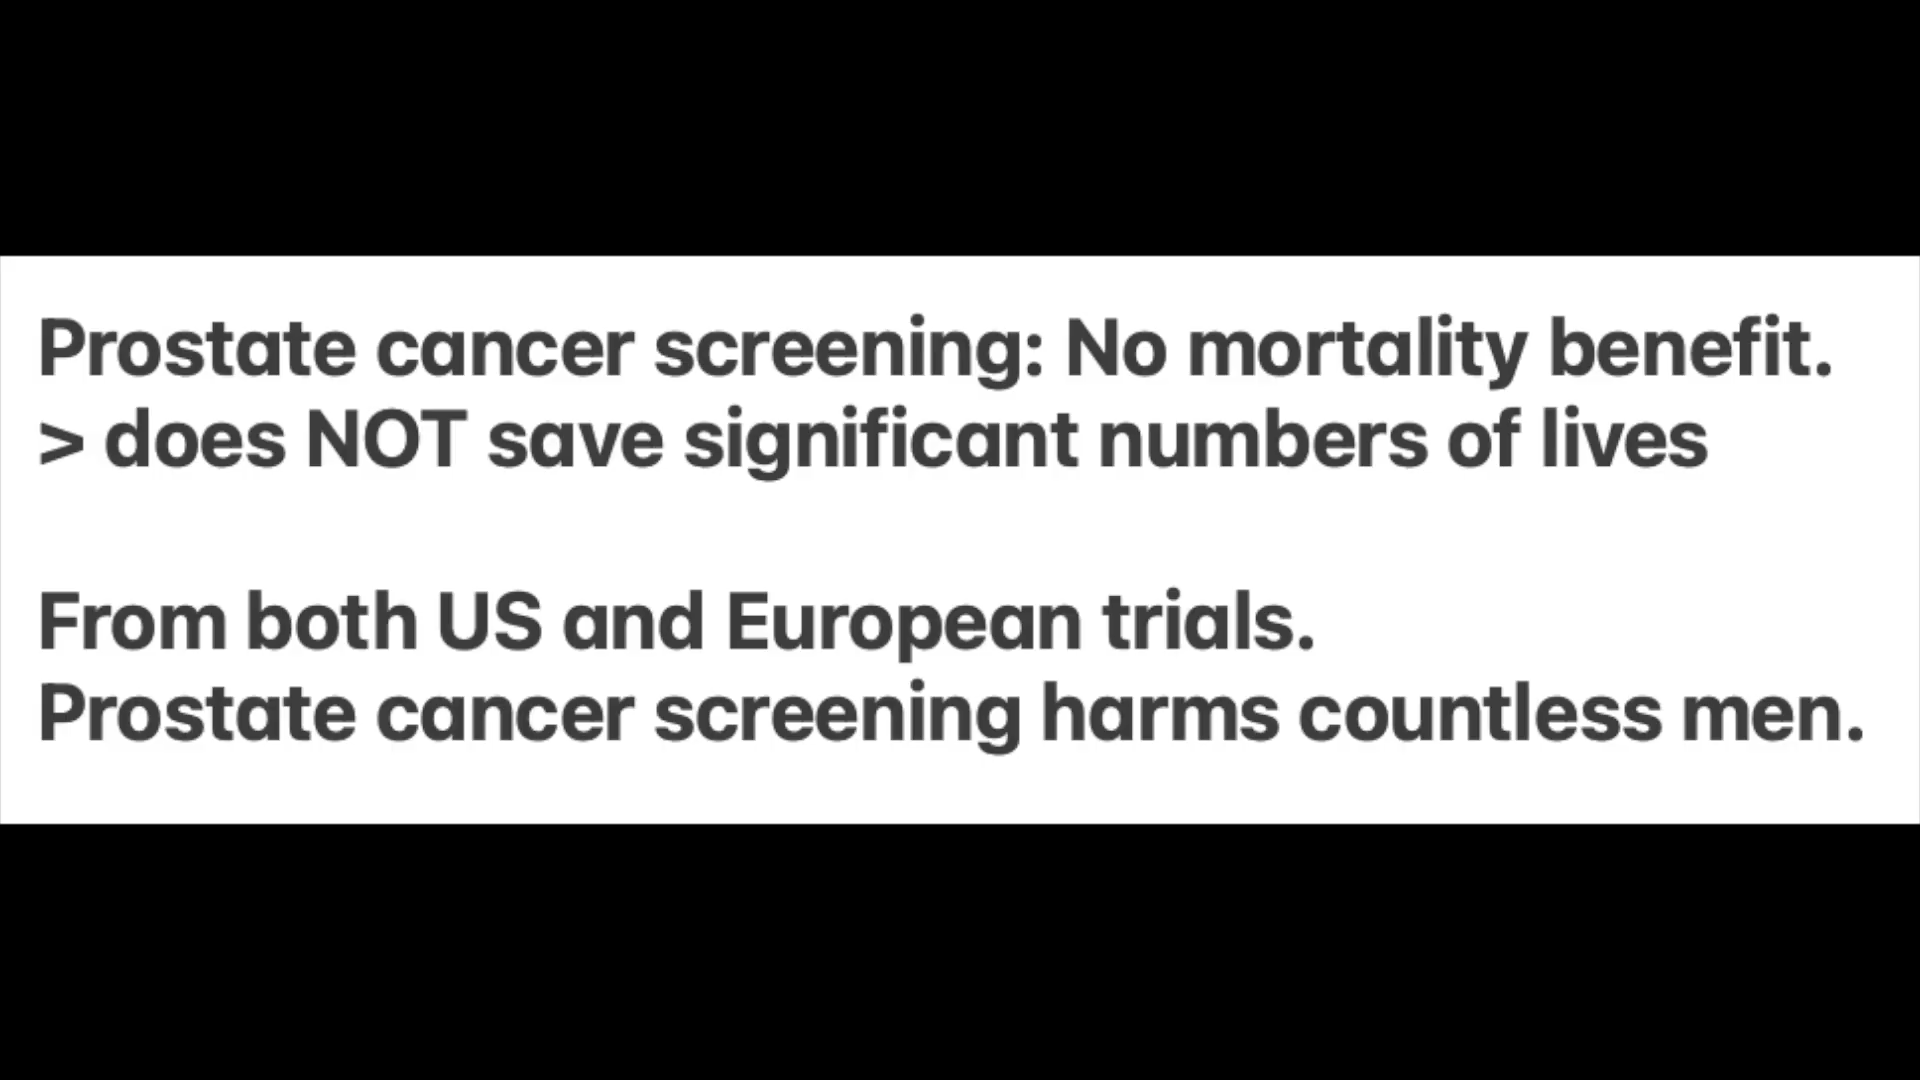 Prostate cancer screening: No mortality benefit.
> does NOT save significant numbers of lives
From both US and European trials.
Prostate cancer screening harms countless men.